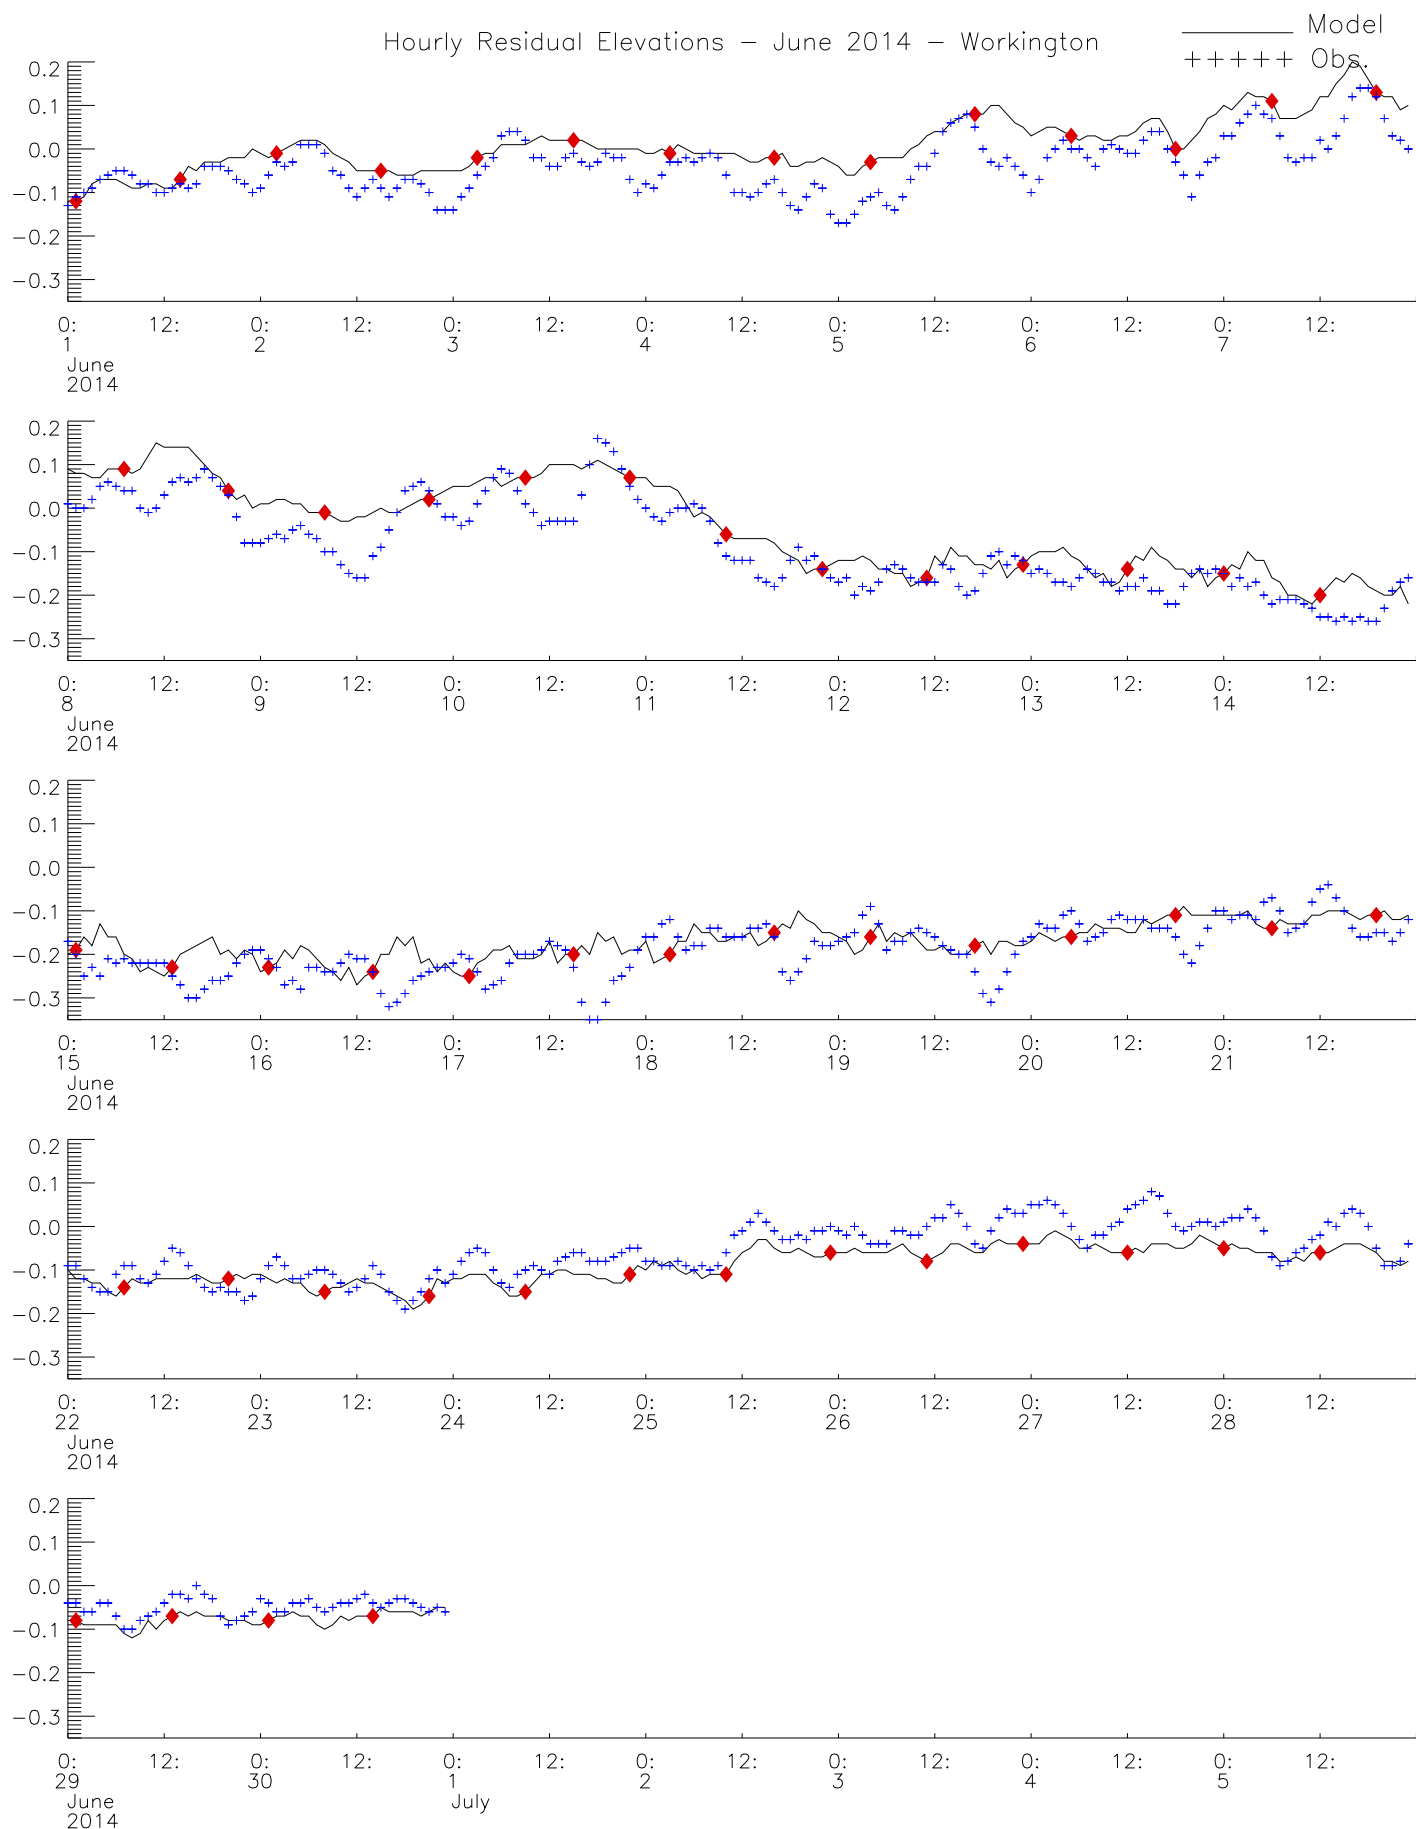 Hourly Residual Elevations – June 2014 – Workington
Model
+++++ Obs.
0.2
0.1
0.0
−0.1
−0.2
−0.3
0: 12: 0: 12: 0: 12: 0: 12: 0: 12: 0: 12: 0: 12:
1 2 3 4 5 6 7
June
2014
0.2
0.1
0.0
−0.1
−0.2
−0.3
0: 12: 0: 12: 0: 12: 0: 12: 0: 12: 0: 12: 0: 12:
8 9 10 11 12 13 14
June
2014
0.2
0.1
0.0
−0.1
−0.2
−0.3
0: 12: 0: 12: 0: 12: 0: 12: 0: 12: 0: 12: 0: 12:
15 16 17 18 19 20 21
June
2014
0.2
0.1
0.0
−0.1
−0.2
−0.3
0: 12: 0: 12: 0: 12: 0: 12: 0: 12: 0: 12: 0: 12:
22 23 24 25 26 27 28
June
2014
0.2
0.1
0.0
−0.1
−0.2
−0.3
0: 12: 0: 12: 0: 12: 0: 12: 0: 12: 0: 12: 0: 12:
29 30 1 2 3 4 5
June July
2014